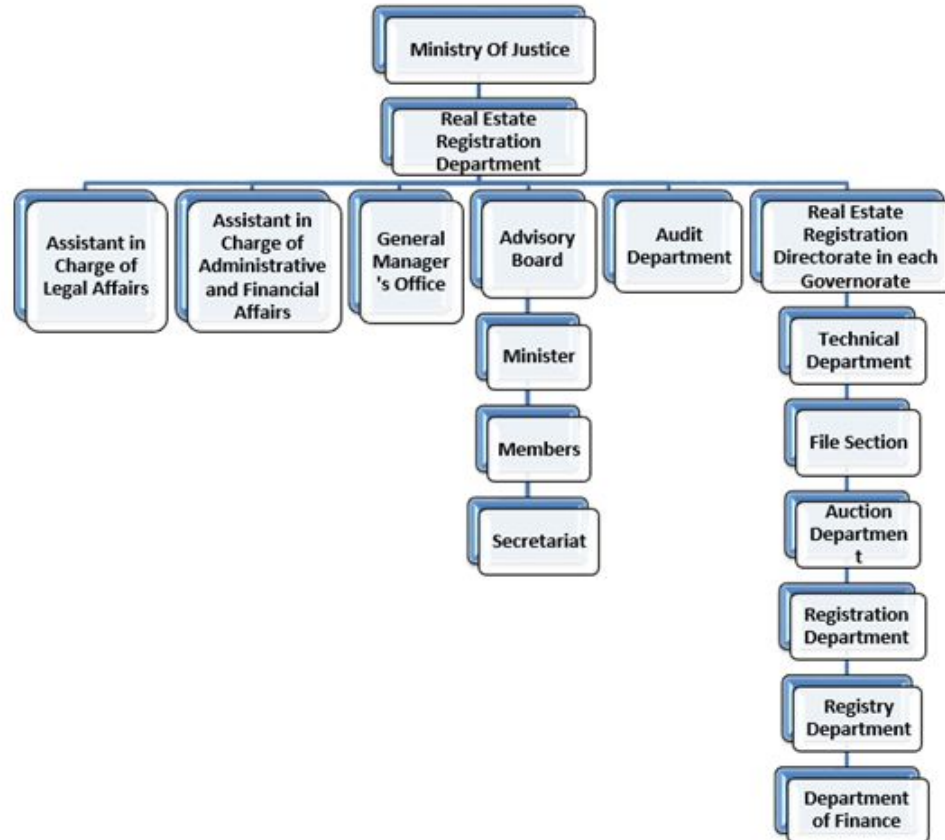 Ministry Of Justice
Real Estate
Registration
Department
Assistant in
Charge of
Legal Affairs
Assistant in
Charge of
Administrative
and Financial
Affairs
General
Manager
's Office
Advisory
Board
Audit
Department
Real Estate
Registration
Directorate in each
Governorate
Minister
Members
Secretariat
Technical
Department
File Section
Auction
Departmen
t
Registration
Department
Registry
Department
Department
of Finance